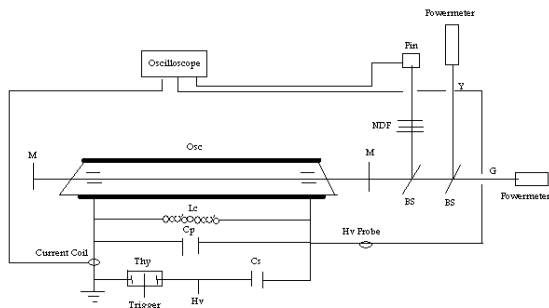 Powermeter
Pin
Oscilloscope
Y
NDF
Osc
M
M
G
BS
BS
Powermeter
Lc
Cp
Hv Probe
Current Coil
Thy
Cs
Hv
Trigger